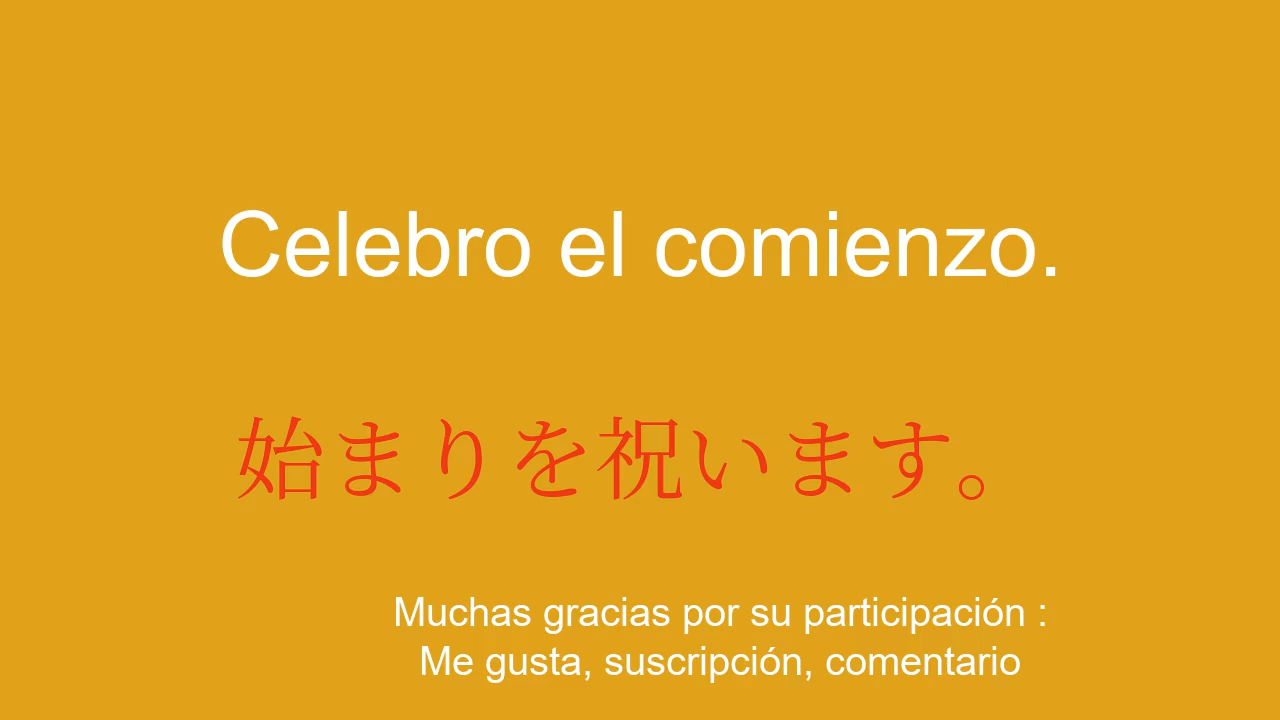 Celebro el comienzo.
始まりを祝います。
Muchas gracias por su participación :
Me gusta, suscripción, comentario